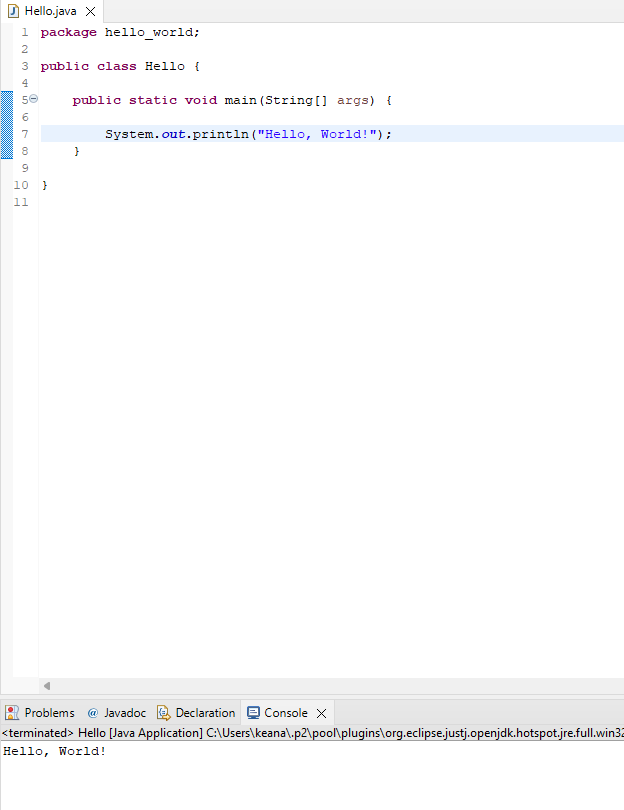 Hello.java
1 package hello_world;
2
3 public class Hello {
4
5     public static void main(String[] args) {
6
7         System.out.println("Hello, World!");
8     }
9
10 }
11
Problems @ Javadoc Declaration Console
<terminated> Hello [Java Application] C:\Users\keana\.p2\pool\plugins\org.eclipse.justj.openjdk.hotspot.jre.full.win32
Hello, World!